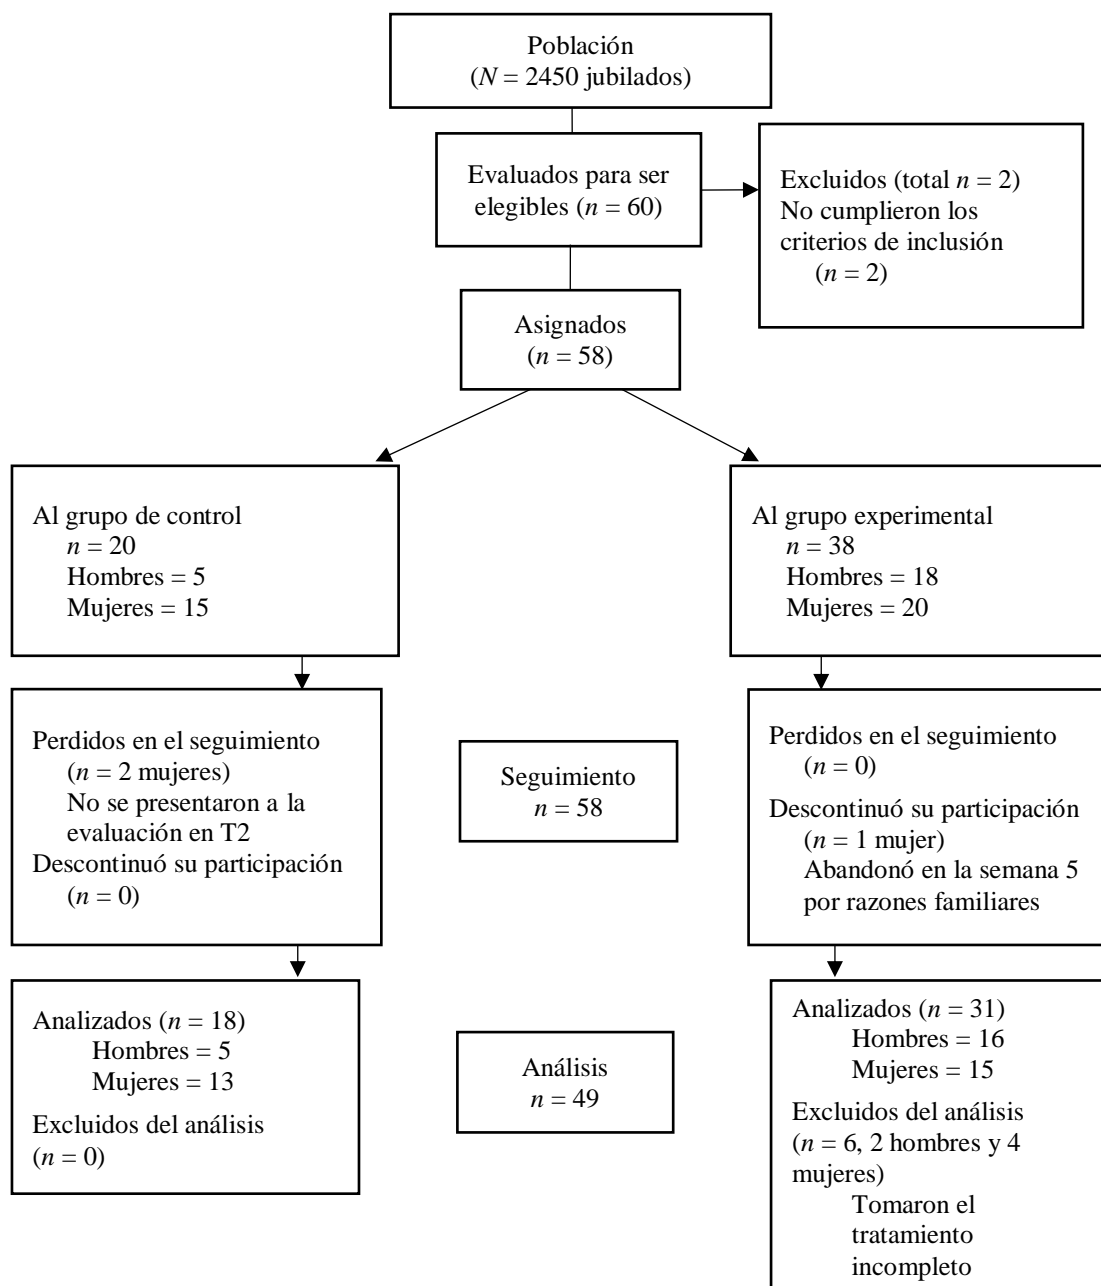 Población
(N = 2450 jubilados)
Evaluados para ser
elegibles (n = 60)
Excluidos (total n = 2)
No cumplieron los
criterios de inclusión
(n = 2)
Asignados
(n = 58)
Al grupo de control
n = 20
Hombres = 5
Mujeres = 15
Al grupo experimental
n = 38
Hombres = 18
Mujeres = 20
Perdidos en el seguimiento
(n = 2 mujeres)
No se presentaron a la
evaluación en T2
Descontinuó su participación
(n = 0)
Seguimiento
n = 58
Perdidos en el seguimiento
(n = 0)
Descontinuó su participación
(n = 1 mujer)
Abandonó en la semana 5
por razones familiares
Analizados (n = 18)
Hombres = 5
Mujeres = 13
Excluidos del análisis
(n = 0)
Análisis
n = 49
Analizados (n = 31)
Hombres = 16
Mujeres = 15
Excluidos del análisis
(n = 6, 2 hombres y 4
mujeres)
Tomaron el
tratamiento
incompleto